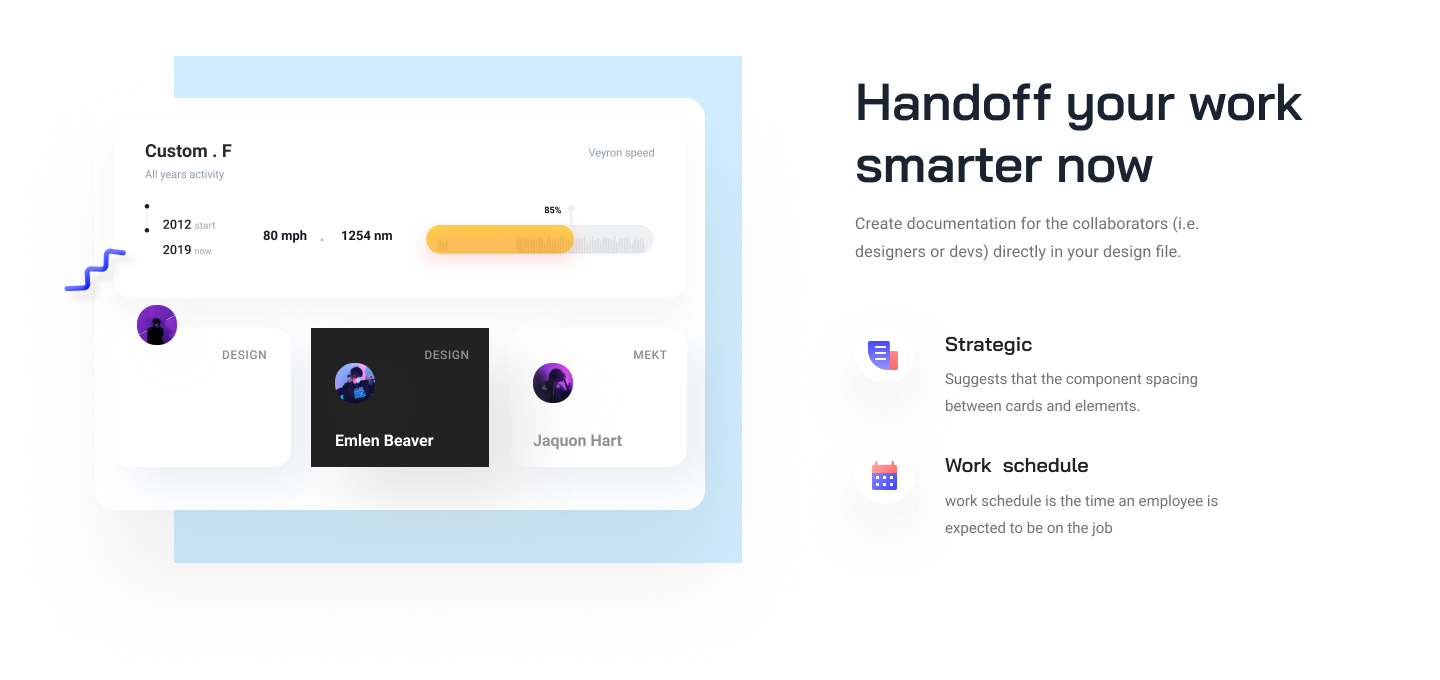 Custom . F
Veyron speed
All years activity
85%
2012 start
80 mph . 1254 nm
2019 now
DESIGN
DESIGN
MEKT
Emlen Beaver
Jaquon Hart
Handoff your work
smarter now
Create documentation for the collaborators (i.e.
designers or devs) directly in your design file.
Strategic
Suggests that the component spacing
between cards and elements.
Work schedule
work schedule is the time an employee is
expected to be on the job